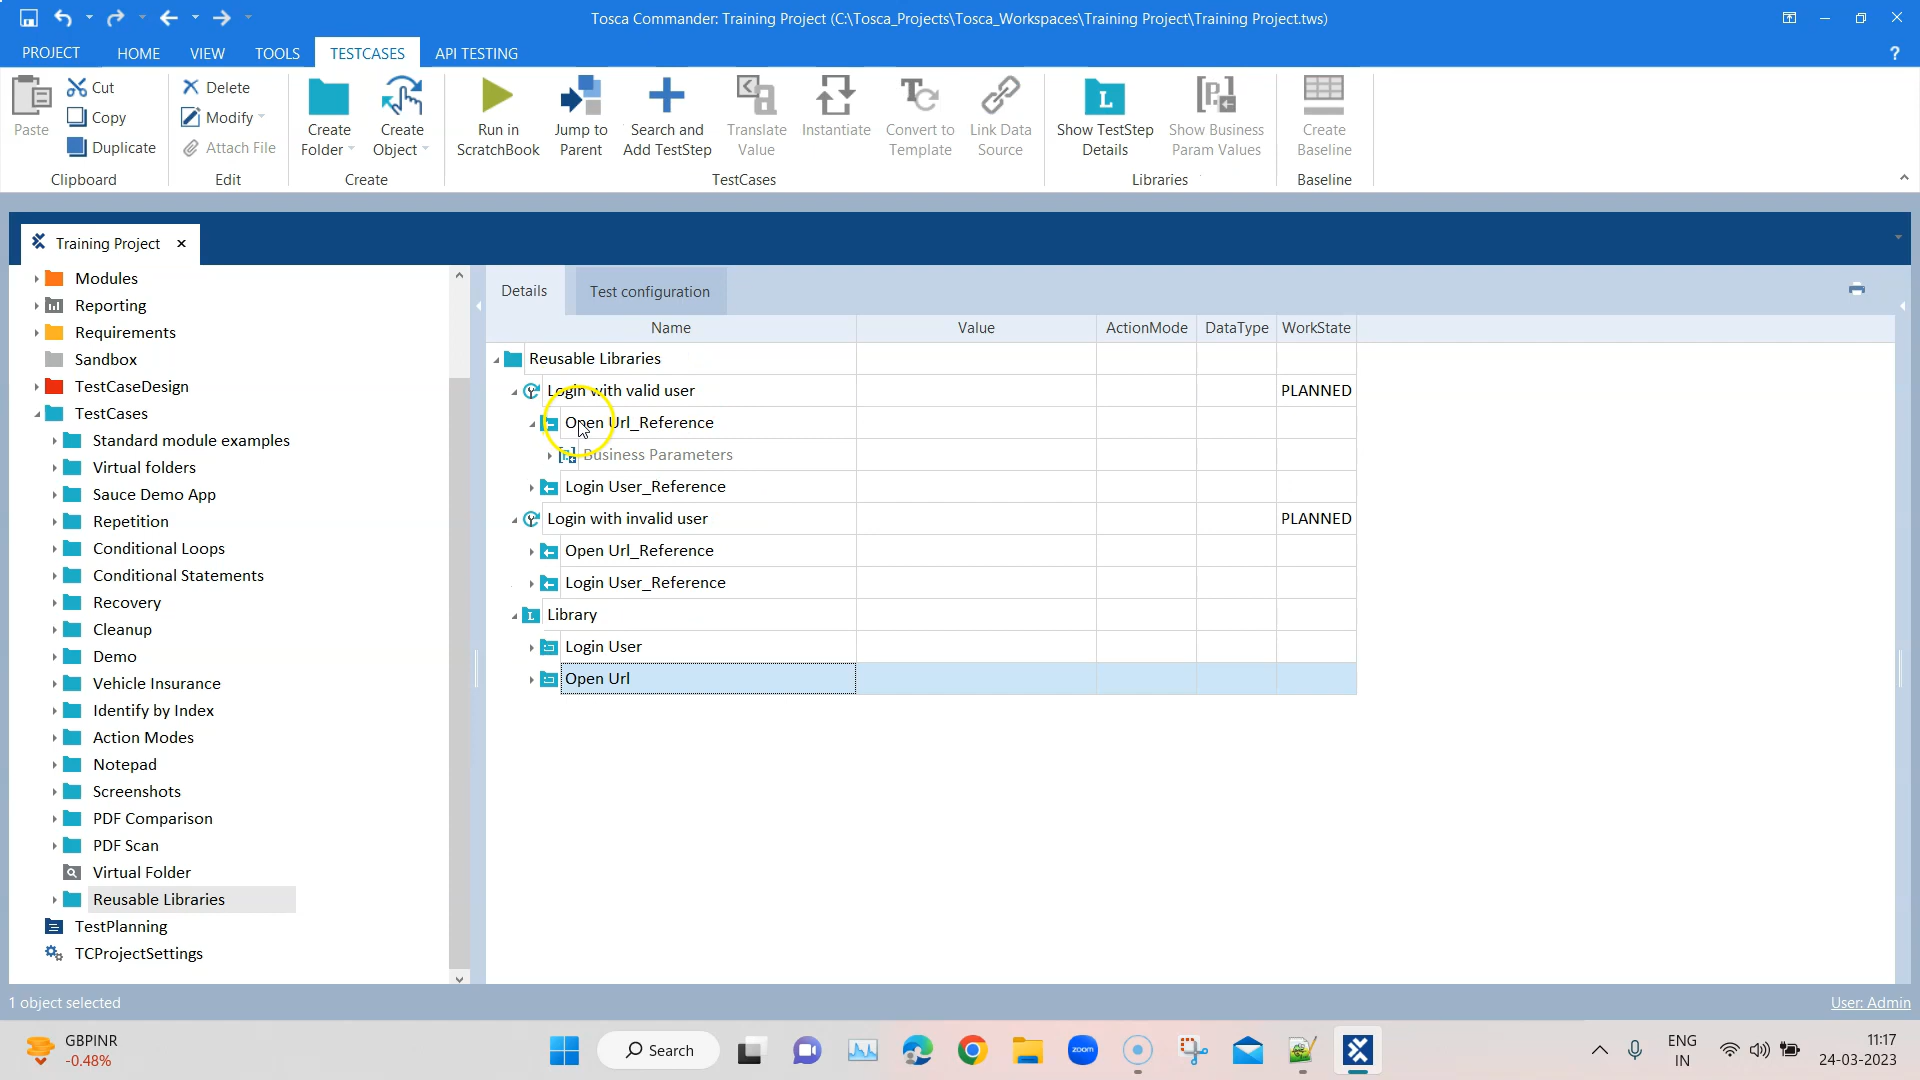 Tosca Commander: Training Project (C:\Tosca_Projects\Tosca_Workspaces\Training Project\Training Project.tws)
PROJECT HOME VIEW TOOLS TESTCASES API TESTING ?
Paste
Cut
Copy
Duplicate
Clipboard
Delete
Modify
Attach File
Edit
Create Folder
Create Object
Create
Run in ScratchBook
Jump to Parent
Search and Add TestStep
Translate Value
Instantiate
Convert to Template
Link Data Source
TestCases
Show TestStep Details
Show Business Param Values
Libraries
Create Baseline
Baseline
Training Project
Modules
Reporting
Requirements
Sandbox
TestCaseDesign
TestCases
Standard module examples
Virtual folders
Sauce Demo App
Repetition
Conditional Loops
Conditional Statements
Recovery
Cleanup
Demo
Vehicle Insurance
Identify by Index
Action Modes
Notepad
Screenshots
PDF Comparison
PDF Scan
Virtual Folder
Reusable Libraries
TestPlanning
TCProjectSettings
Details Test configuration
Name Value ActionMode DataType WorkState
Reusable Libraries
Login with valid user PLANNED
Open Url_Reference
Business Parameters
Login User_Reference
Login with invalid user PLANNED
Open Url_Reference
Login User_Reference
Library
Login User
Open Url
1 object selected
User: Admin
GBPINR
-0.48%
Search
zoom
ENG
IN
11:17
24-03-2023